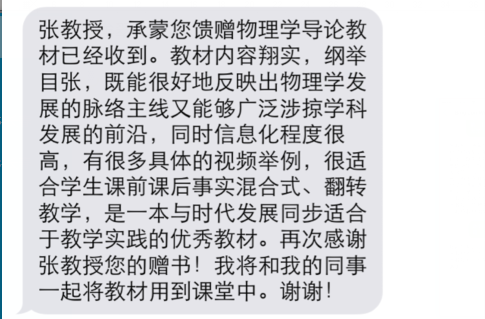 张教授，承蒙您馈赠物理学导论教
材已经收到。教材内容翔实，纲举
目张，既能很好地反映出物理学发
展的脉络主线又能够广泛涉掠学科
发展的前沿，同时信息化程度很
高，有很多具体的视频举例，很适
合学生课前课后事实混合式、翻转
教学，是一本与时代发展同步适合
于教学实践的优秀教材。再次感谢
张教授您的赠书！我将和我的同事
一起将教材用到课堂中。谢谢！